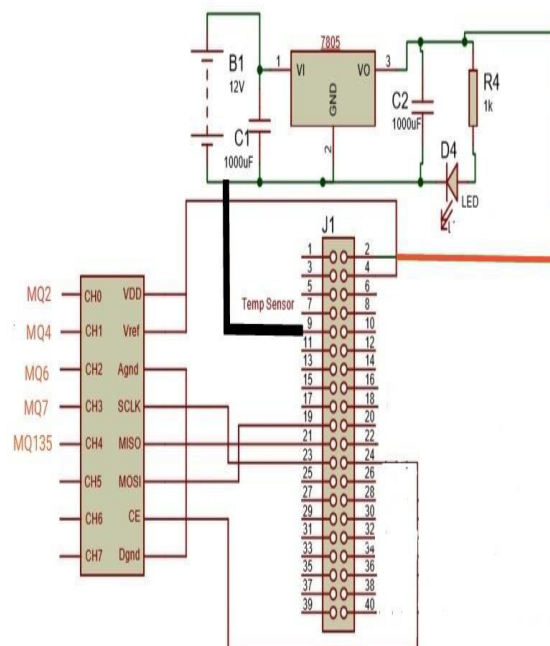 7805
B1
12V
1
VI
VO
3
GND
2
C1
1000uF
C2
1000uF
R4
1k
D4
LED
J1
Temp Sensor
1 2
3 4
5 6
7 8
9 10
11 12
13 14
15 16
17 18
19 20
21 22
23 24
25 26
27 28
29 30
31 32
33 34
35 36
37 38
39 40
MQ2 CH0 VDD
MQ4 CH1 Vref
MQ6 CH2 Agnd
MQ7 CH3 SCLK
MQ135 CH4 MISO
CH5 MOSI
CH6 CE
CH7 Dgnd